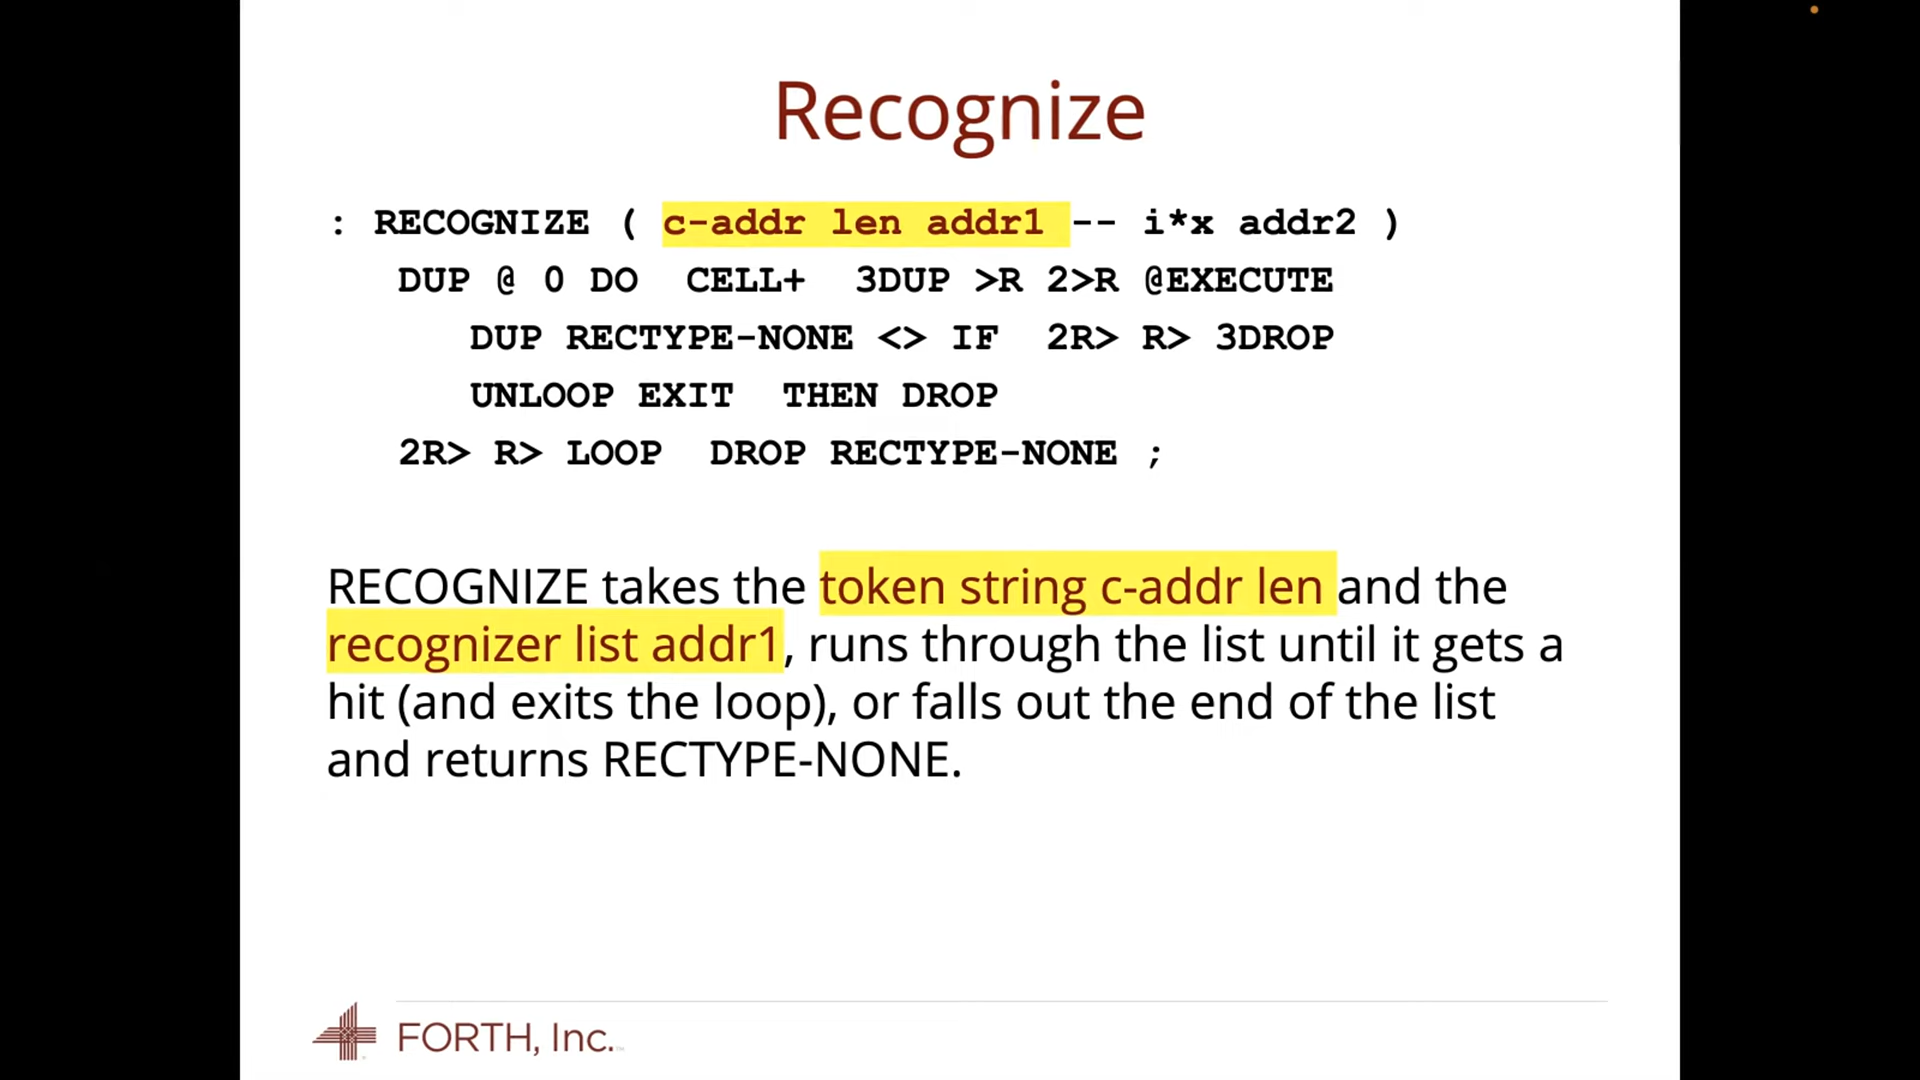 Recognize
: RECOGNIZE ( c-addr len addr1 -- i*x addr2 )
DUP @ 0 DO CELL+ 3DUP >R 2>R @EXECUTE
DUP RECTYPE-NONE <> IF 2R> R> 3DROP
UNLOOP EXIT THEN DROP
2R> R> LOOP DROP RECTYPE-NONE ;
RECOGNIZE takes the token string c-addr len and the
recognizer list addr1, runs through the list until it gets a
hit (and exits the loop), or falls out the end of the list
and returns RECTYPE-NONE.
FORTH, Inc.